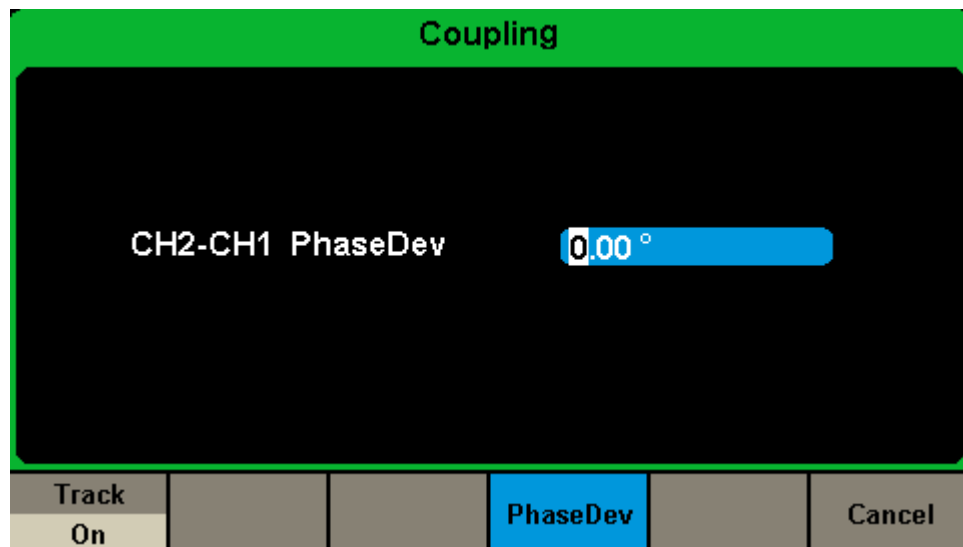 Coupling
CH2-CH1 PhaseDev 0.00 °
Track
On
PhaseDev
Cancel